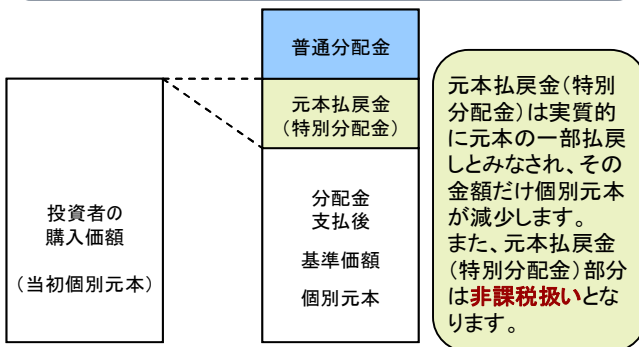 普通分配金
元本払戻金
(特別分配金)
投資者の
購入価額
(当初個別元本)
分配金
支払後
基準価額
個別元本
元本払戻金(特別
分配金)は実質的
に元本の一部払戻
しとみなされ、その
金額だけ個別元本
が減少します。
また、元本払戻金
(特別分配金)部分
は非課税扱いとな
ります。